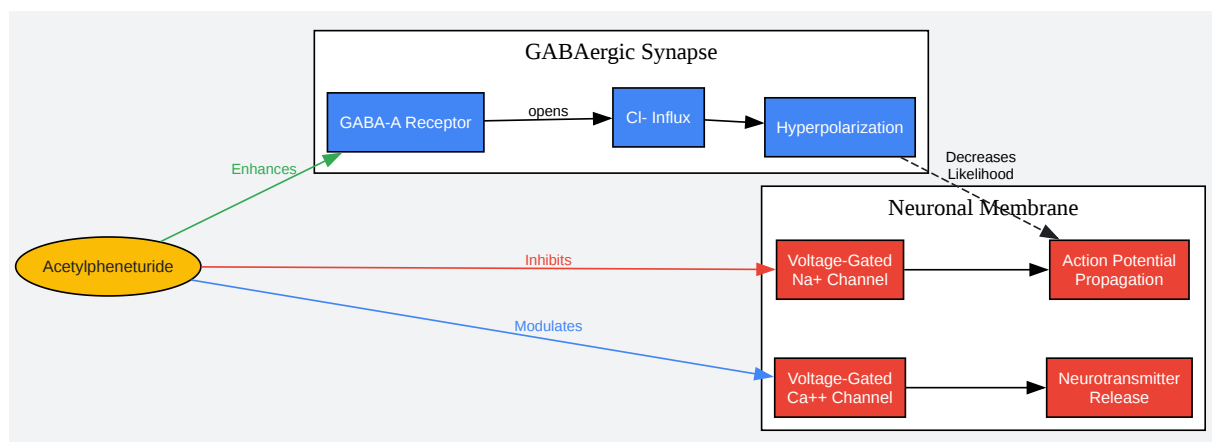 GABAergic Synapse
GABA-A Receptor
opens
Cl- Influx
Hyperpolarization
Enhances
Decreases
Likelihood
Neuronal Membrane
Acetylpheneturide
Inhibits
Voltage-Gated
Na+ Channel
Action Potential
Propagation
Modulates
Voltage-Gated
Ca++ Channel
Neurotransmitter
Release